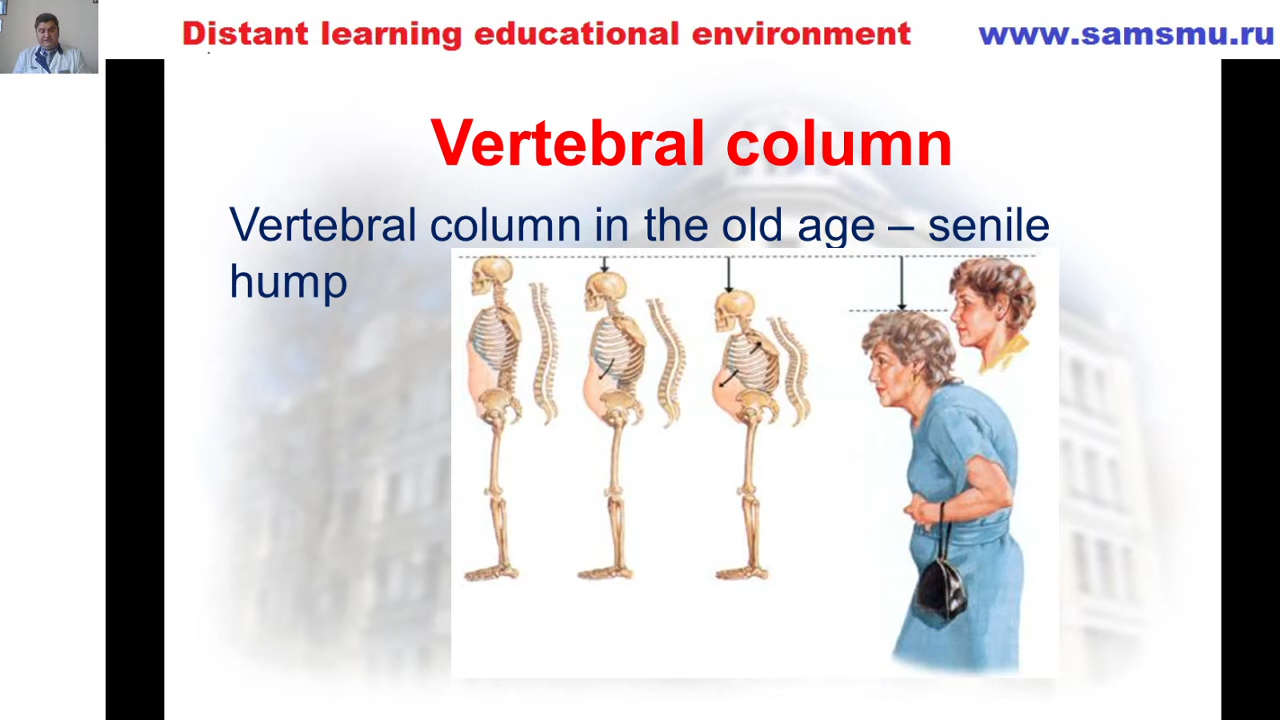 Distant learning educational environment www.samsmu.ru
Vertebral column
Vertebral column in the old age – senile
hump